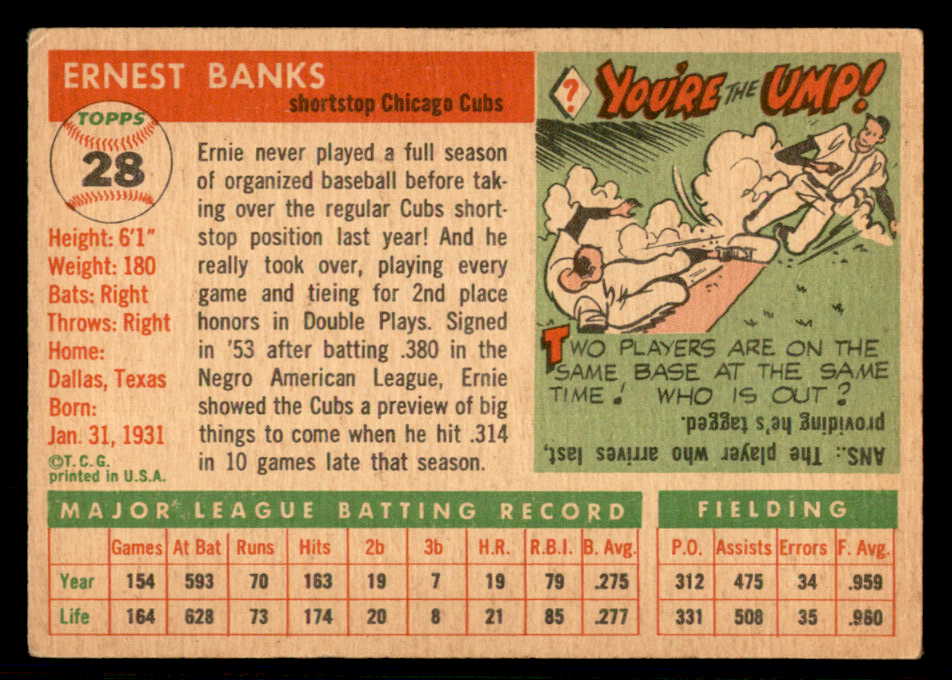 ERNEST BANKS
shortstop Chicago Cubs
TOPPS
28
Height: 6'1"
Weight: 180
Bats: Right
Throws: Right
Home:
Dallas, Texas
Born:
Jan. 31, 1931
©T. C. G.
printed in U.S.A.
Ernie never played a full season
of organized baseball before tak-
ing over the regular Cubs short-
stop position last year! And he
really took over, playing every
game and tieing for 2nd place
honors in Double Plays. Signed
in '53 after batting .380 in the
Negro American League, Ernie
showed the Cubs a preview of big
things to come when he hit .314
in 10 games late that season.
?
YOU'RE THE UMP!
TWO PLAYERS ARE ON THE
SAME BASE AT THE SAME
TIME! WHO IS OUT?
ANS.: The player who arrives last,
providing he's tagged.
MAJOR LEAGUE BATTING RECORD
Games At Bat Runs Hits 2b 3b H.R. R.B.I. B. Avg.
Year 154 593 70 163 19 7 19 79 .275
Life 164 628 73 174 20 8 21 85 .277
FIELDING
P.O. Assists Errors F. Avg.
312 475 34 .959
331 508 35 .960